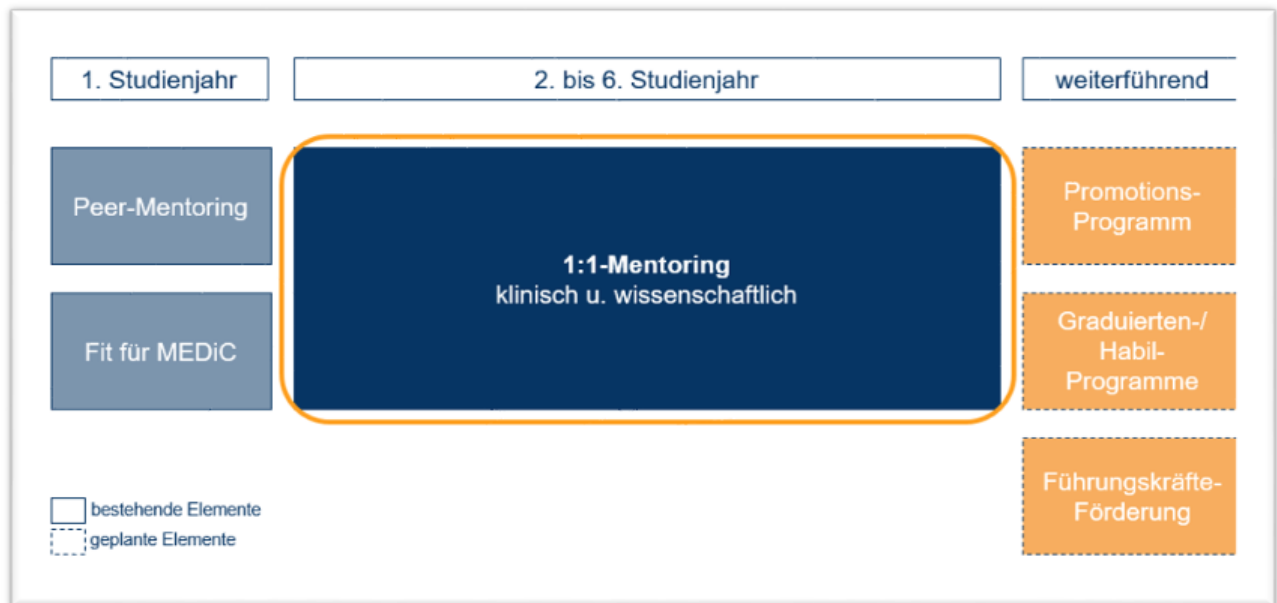 1. Studienjahr
2. bis 6. Studienjahr
weiterführend
Peer-Mentoring
Fit für MEDiC
1:1-Mentoring
klinisch u. wissenschaftlich
Promotions-
Programm
Graduierten-/
Habil-
Programme
Führungskräfte-
Förderung
bestehende Elemente
geplante Elemente